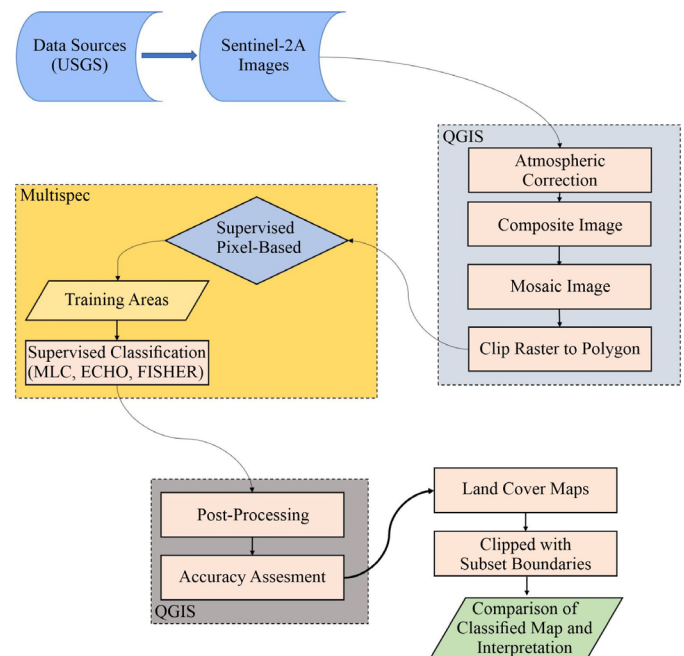 Data Sources
(USGS)
Sentinel-2A
Images
QGIS
Atmospheric
Correction
Composite Image
Mosaic Image
Clip Raster to Polygon
Multispec
Supervised
Pixel-Based
Training Areas
Supervised Classification
(MLC, ECHO, FISHER)
Post-Processing
Accuracy Assesment
QGIS
Land Cover Maps
Clipped with
Subset Boundaries
Comparison of
Classified Map and
Interpretation